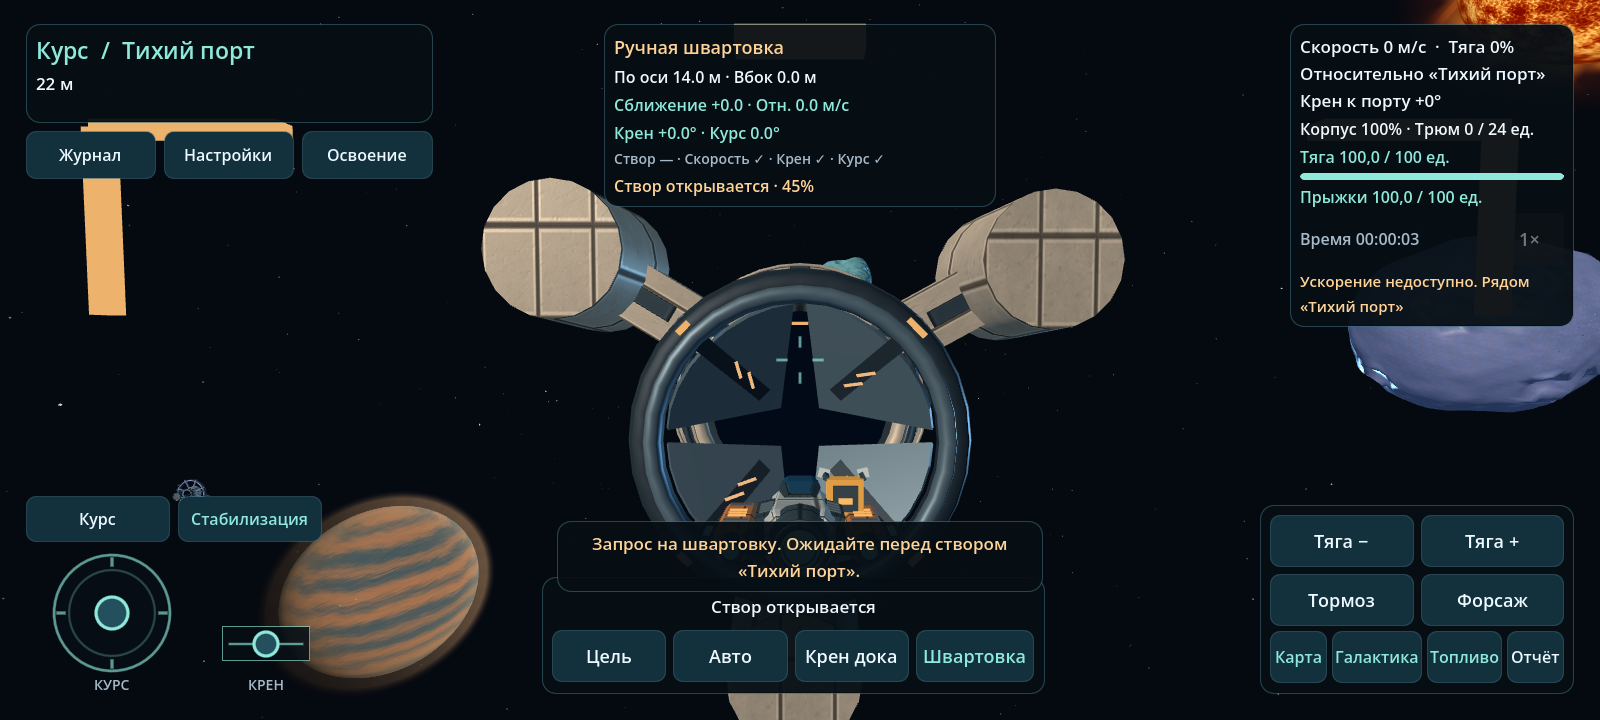 Курс / Тихий порт
22 м
Журнал
Настройки
Освоение
Ручная швартовка
По оси 14.0 м · Вбок 0.0 м
Сближение +0.0 · Отн. 0.0 м/с
Крен +0.0° · Курс 0.0°
Створ — · Скорость ✓ · Крен ✓ · Курс ✓
Створ открывается · 45%
Скорость 0 м/с · Тяга 0%
Относительно «Тихий порт»
Крен к порту +0°
Корпус 100% · Трюм 0 / 24 ед.
Тяга 100,0 / 100 ед.
Прыжки 100,0 / 100 ед.
Время 00:00:03
1×
Ускорение недоступно. Рядом
«Тихий порт»
Курс
Стабилизация
КУРС
КРЕН
Запрос на швартовку. Ожидайте перед створом
«Тихий порт».
Створ открывается
Цель
Авто
Крен дока
Швартовка
Тяга −
Тяга +
Тормоз
Форсаж
Карта
Галактика
Топливо
Отчёт